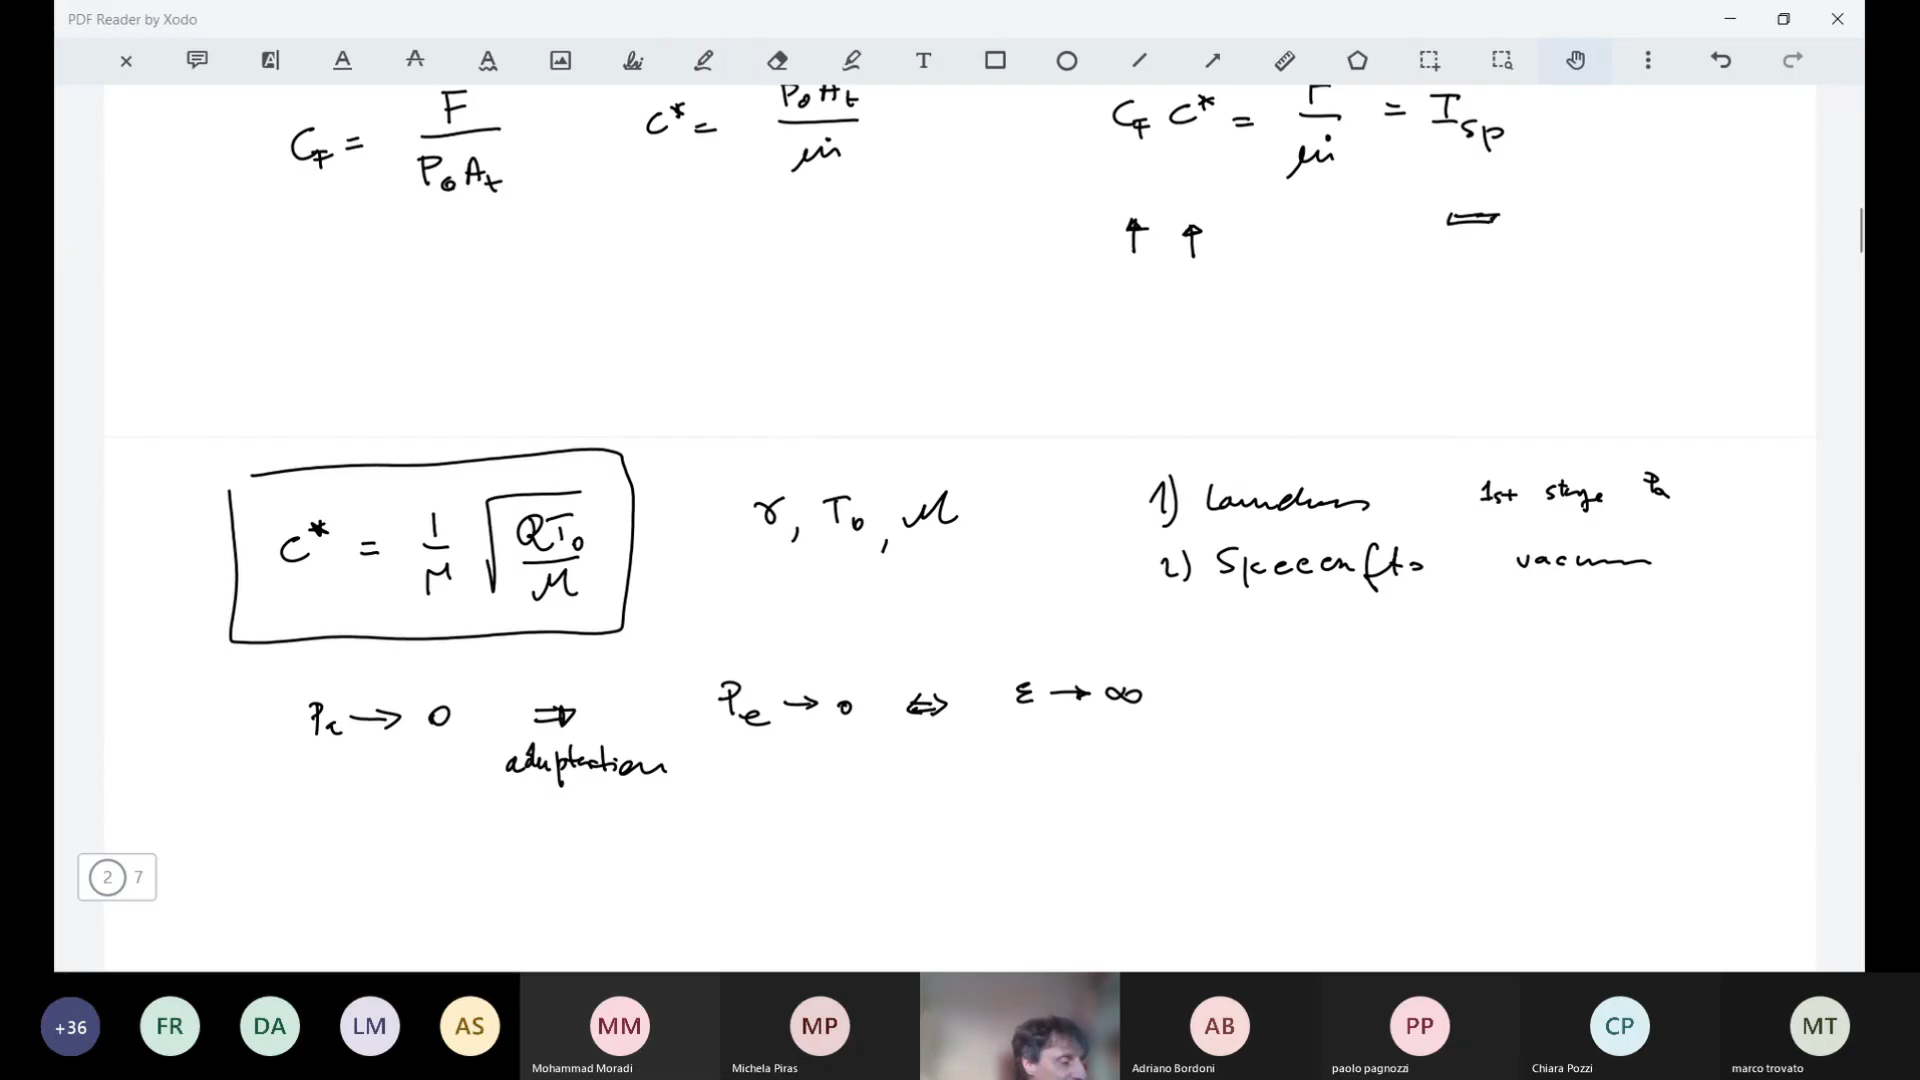 PDF Reader by Xodo
C_F = F / P_0 A_t    c* = P_0 A_t / ṁ    C_F c* = F / ṁ = I_sp
↑ ↑
c* = 1/Γ √(RT_0 / M)    γ, T_0, M    1) Launchers    1st stage    P_a
2) Spacecrafts    vacuum
P_a → 0 ⇒ P_e → 0 ⇔ ε → ∞
adaptation
2 7
+36 FR DA LM AS MM MP AB PP CP MT
Mohammad Moradi Michela Piras Adriano Bordoni paolo pagnozzi Chiara Pozzi marco trovato